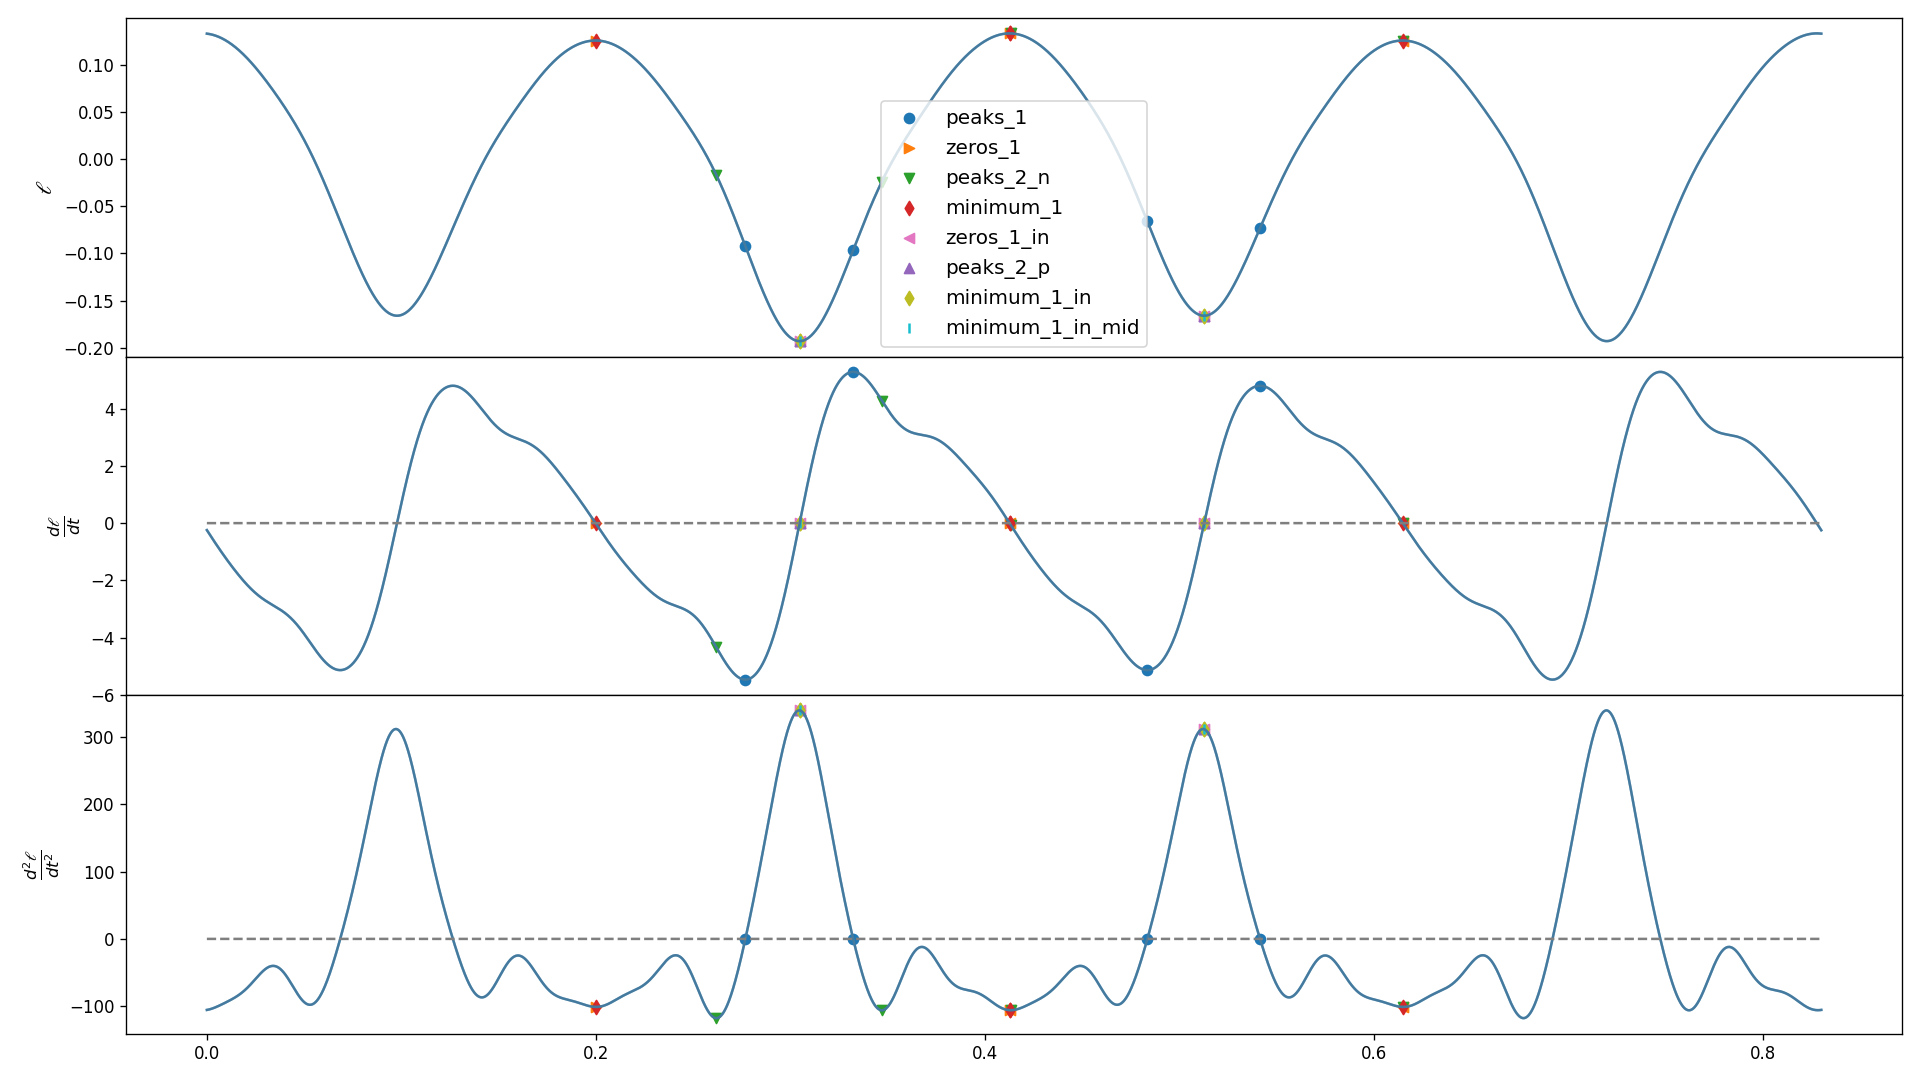 0.10
0.05
0.00
−0.05
−0.10
−0.15
−0.20
ℓ
peaks_1
zeros_1
peaks_2_n
minimum_1
zeros_1_in
peaks_2_p
minimum_1_in
minimum_1_in_mid
4
2
0
−2
−4
−6
dℓ
dt
300
200
100
0
−100
d²ℓ
dt²
0.0 0.2 0.4 0.6 0.8